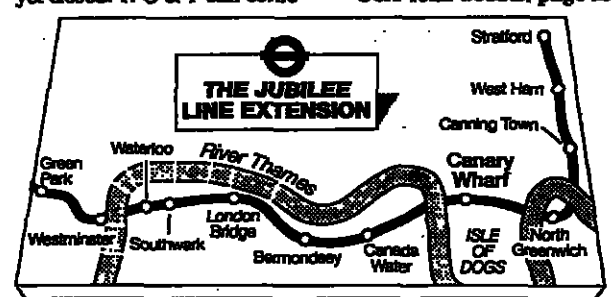 THE JUBILEE
LINE EXTENSION
Stratford
West Ham
Canning Town
Canary
Wharf
River Thames
Waterloo
Green
Park
Westminster
Southwark
London
Bridge
Bermondsey
Canada
Water
ISLE
OF
DOGS
North
Greenwich